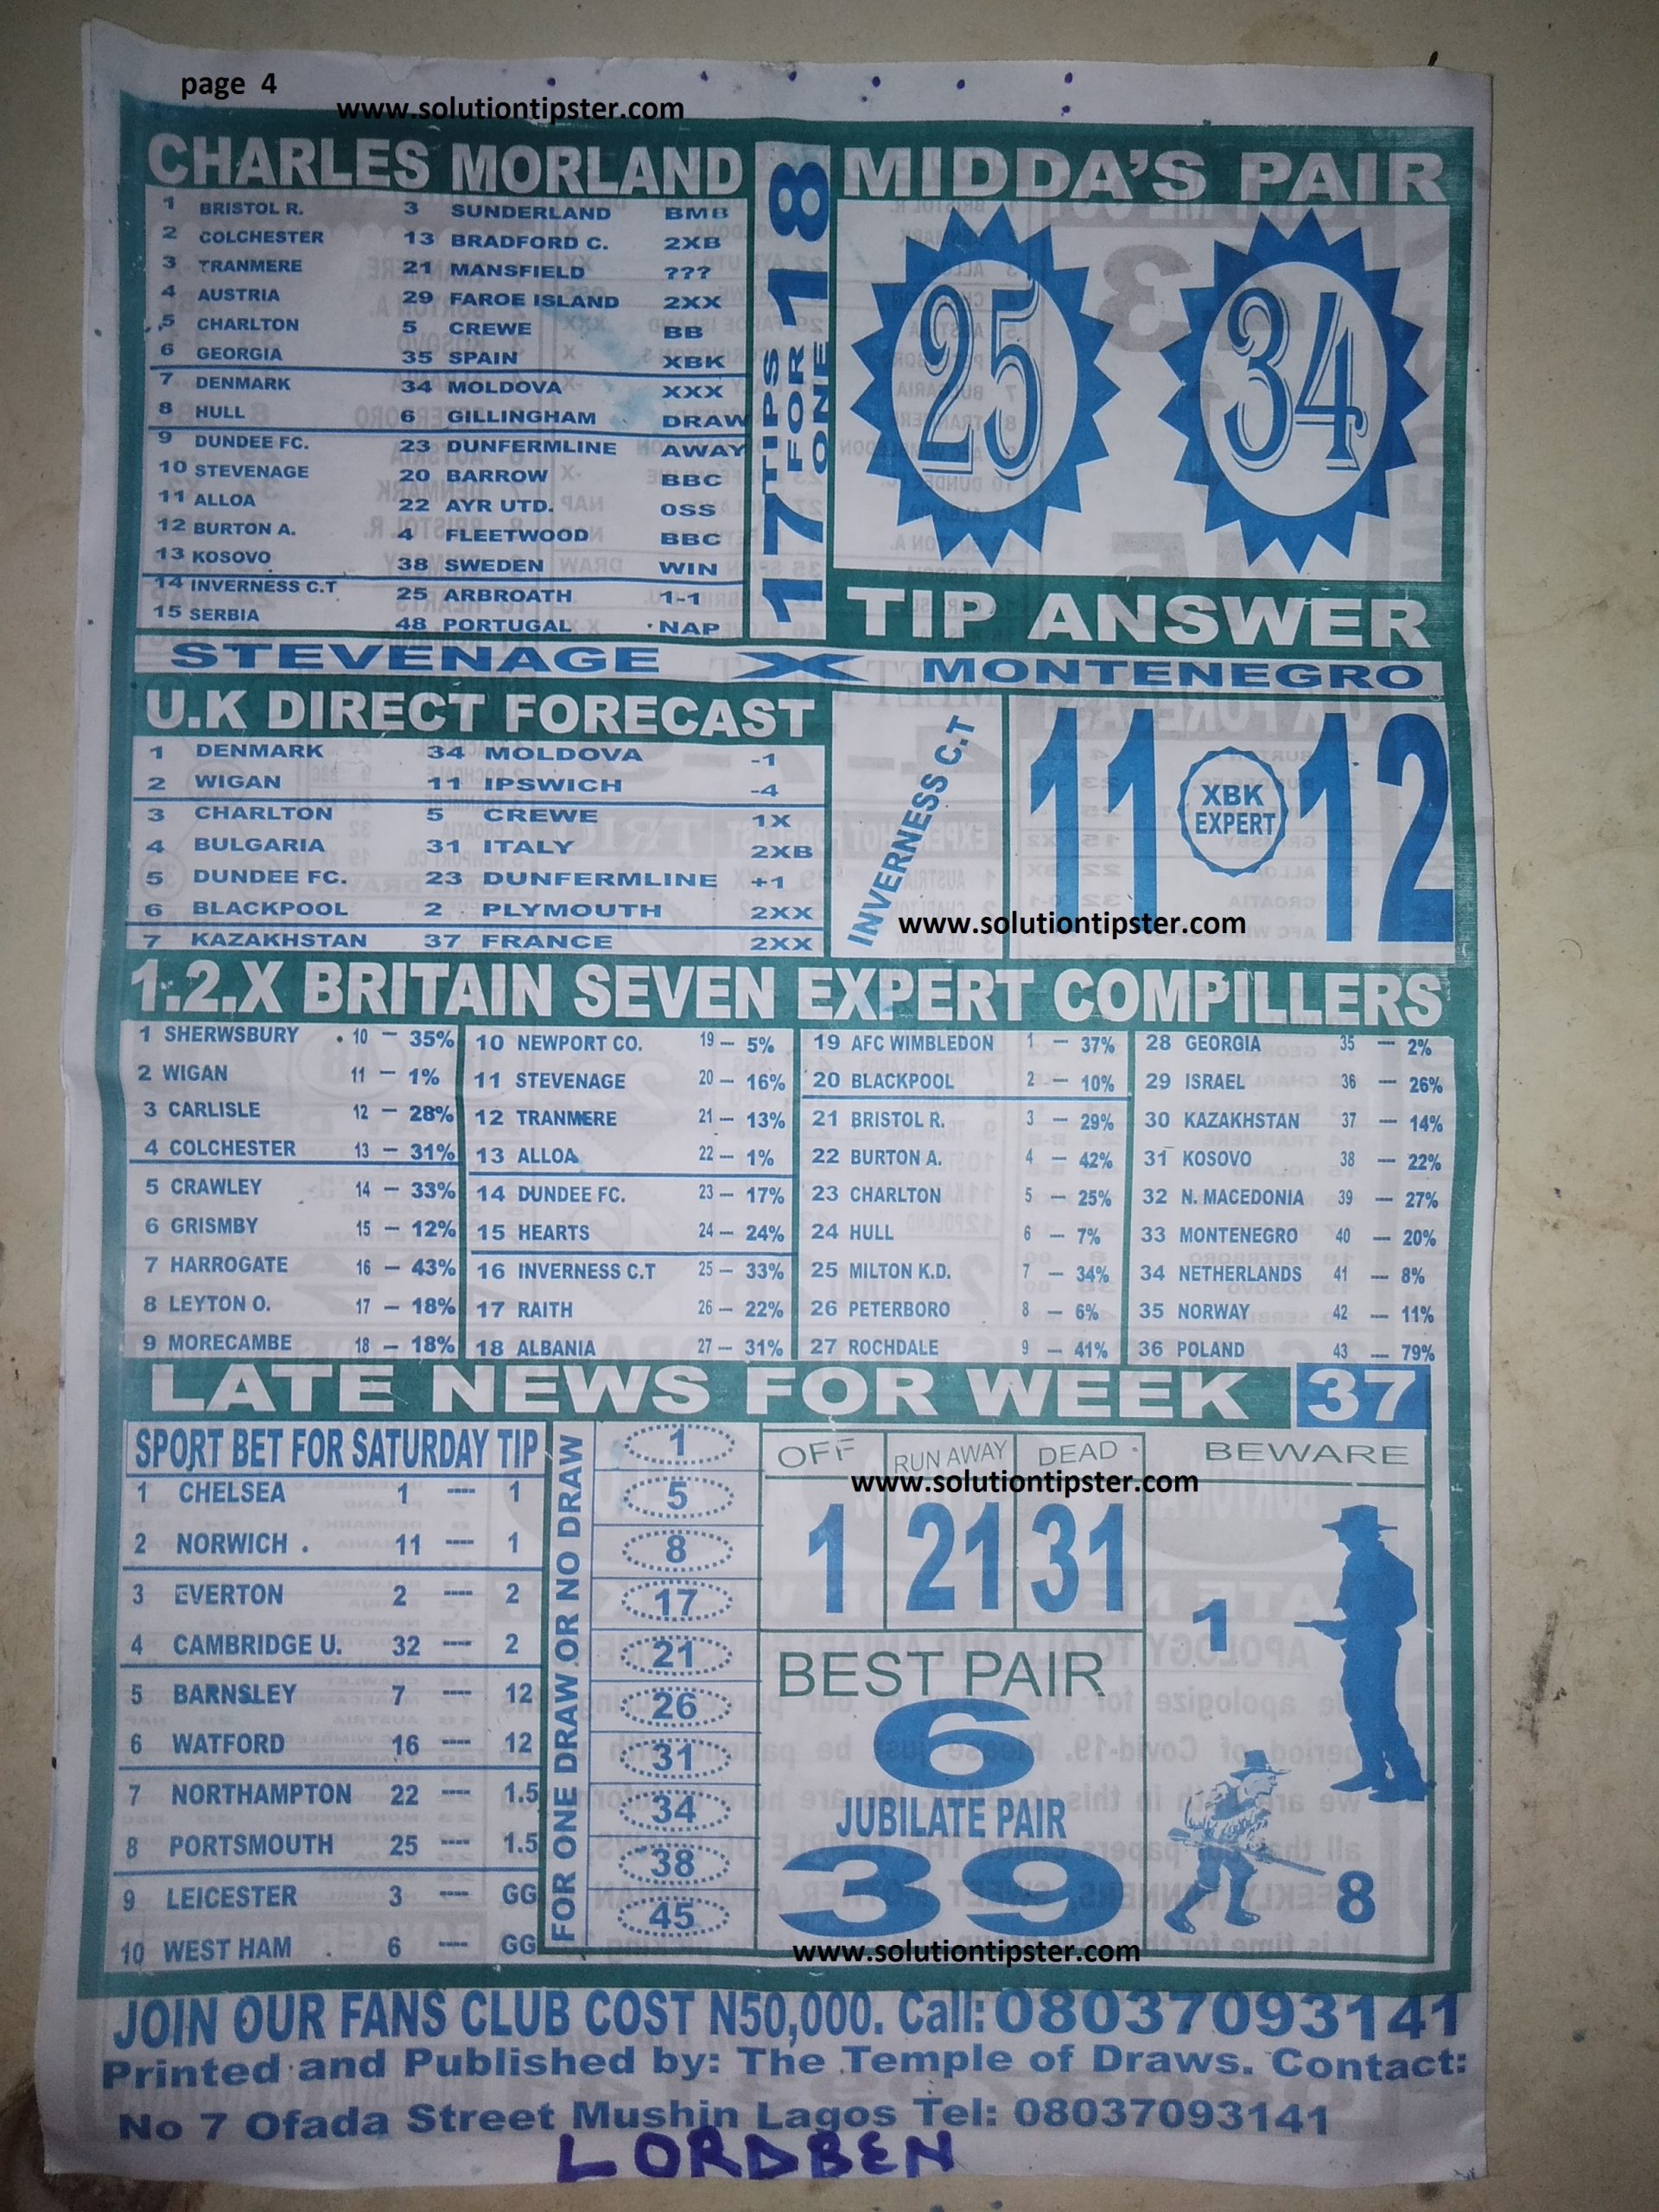 page 4
www.solutiontipster.com
CHARLES MORLAND
1 BRISTOL R. 3 SUNDERLAND BMB
2 COLCHESTER 13 BRADFORD C. 2XB
3 TRANMERE 21 MANSFIELD ???
4 AUSTRIA 29 FAROE ISLAND 2XX
5 CHARLTON 5 CREWE BB
6 GEORGIA 35 SPAIN XBK
7 DENMARK 34 MOLDOVA XXX
8 HULL 6 GILLINGHAM DRAW
9 DUNDEE FC. 23 DUNFERMLINE AWAY
10 STEVENAGE 20 BARROW BBC
11 ALLOA 22 AYR UTD. OSS
12 BURTON A. 4 FLEETWOOD BBC
13 KOSOVO 38 SWEDEN WIN
14 INVERNESS C.T 25 ARBROATH 1-1
15 SERBIA 48 PORTUGAL NAP
17 TIPS FOR ONE 18
MIDDA'S PAIR
25 34
TIP ANSWER
STEVENAGE X MONTENEGRO
U.K DIRECT FORECAST
1 DENMARK 34 MOLDOVA -1
2 WIGAN 11 IPSWICH -4
3 CHARLTON 5 CREWE 1X
4 BULGARIA 31 ITALY 2XB
5 DUNDEE FC. 23 DUNFERMLINE +1
6 BLACKPOOL 2 PLYMOUTH 2XX
7 KAZAKHSTAN 37 FRANCE 2XX
INVERNESS C.T
11 XBK EXPERT 12
www.solutiontipster.com
1.2.X BRITAIN SEVEN EXPERT COMPILLERS
1 SHERWSBURY 10 – 35%
2 WIGAN 11 – 1%
3 CARLISLE 12 – 28%
4 COLCHESTER 13 – 31%
5 CRAWLEY 14 – 33%
6 GRISMBY 15 – 12%
7 HARROGATE 16 – 43%
8 LEYTON O. 17 – 18%
9 MORECAMBE 18 – 18%
10 NEWPORT CO. 19 – 5%
11 STEVENAGE 20 – 16%
12 TRANMERE 21 – 13%
13 ALLOA 22 – 1%
14 DUNDEE FC. 23 – 17%
15 HEARTS 24 – 24%
16 INVERNESS C.T 25 – 33%
17 RAITH 26 – 22%
18 ALBANIA 27 – 31%
19 AFC WIMBLEDON 1 – 37%
20 BLACKPOOL 2 – 10%
21 BRISTOL R. 3 – 29%
22 BURTON A. 4 – 42%
23 CHARLTON 5 – 25%
24 HULL 6 – 7%
25 MILTON K.D. 7 – 34%
26 PETERBORO 8 – 6%
27 ROCHDALE 9 – 41%
28 GEORGIA 35 – 2%
29 ISRAEL 36 – 26%
30 KAZAKHSTAN 37 – 14%
31 KOSOVO 38 – 22%
32 N. MACEDONIA 39 – 27%
33 MONTENEGRO 40 – 20%
34 NETHERLANDS 41 – 8%
35 NORWAY 42 – 11%
36 POLAND 43 – 79%
LATE NEWS FOR WEEK 37
SPORT BET FOR SATURDAY TIP
1 CHELSEA 1 ---- 1
2 NORWICH . 11 ---- 1
3 EVERTON 2 ---- 2
4 CAMBRIDGE U. 32 ---- 2
5 BARNSLEY 7 ---- 12
6 WATFORD 16 ---- 12
7 NORTHAMPTON 22 ---- 1.5
8 PORTSMOUTH 25 ---- 1.5
9 LEICESTER 3 ---- GG
10 WEST HAM 6 ---- GG
FOR ONE DRAW OR NO DRAW
1
5
8
17
21
26
31
34
38
45
OFF RUN AWAY DEAD BEWARE
www.solutiontipster.com
1 21 31
1
BEST PAIR
6
JUBILATE PAIR
39
8
www.solutiontipster.com
JOIN OUR FANS CLUB COST N50,000. Call: 08037093141
Printed and Published by: The Temple of Draws. Contact:
No 7 Ofada Street Mushin Lagos Tel: 08037093141
LORDBEN